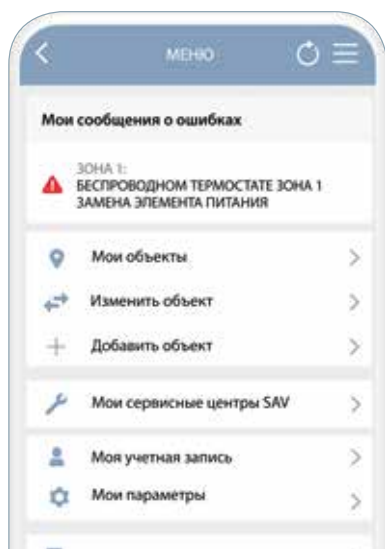 МЕНЮ
Мои сообщения о ошибках
ЗОНА 1:
БЕСПРОВОДНОМ ТЕРМОСТАТЕ ЗОНА 1
ЗАМЕНА ЭЛЕМЕНТА ПИТАНИЯ
Мои объекты
Изменить объект
Добавить объект
Мои сервисные центры SAV
Моя учетная запись
Мои параметры